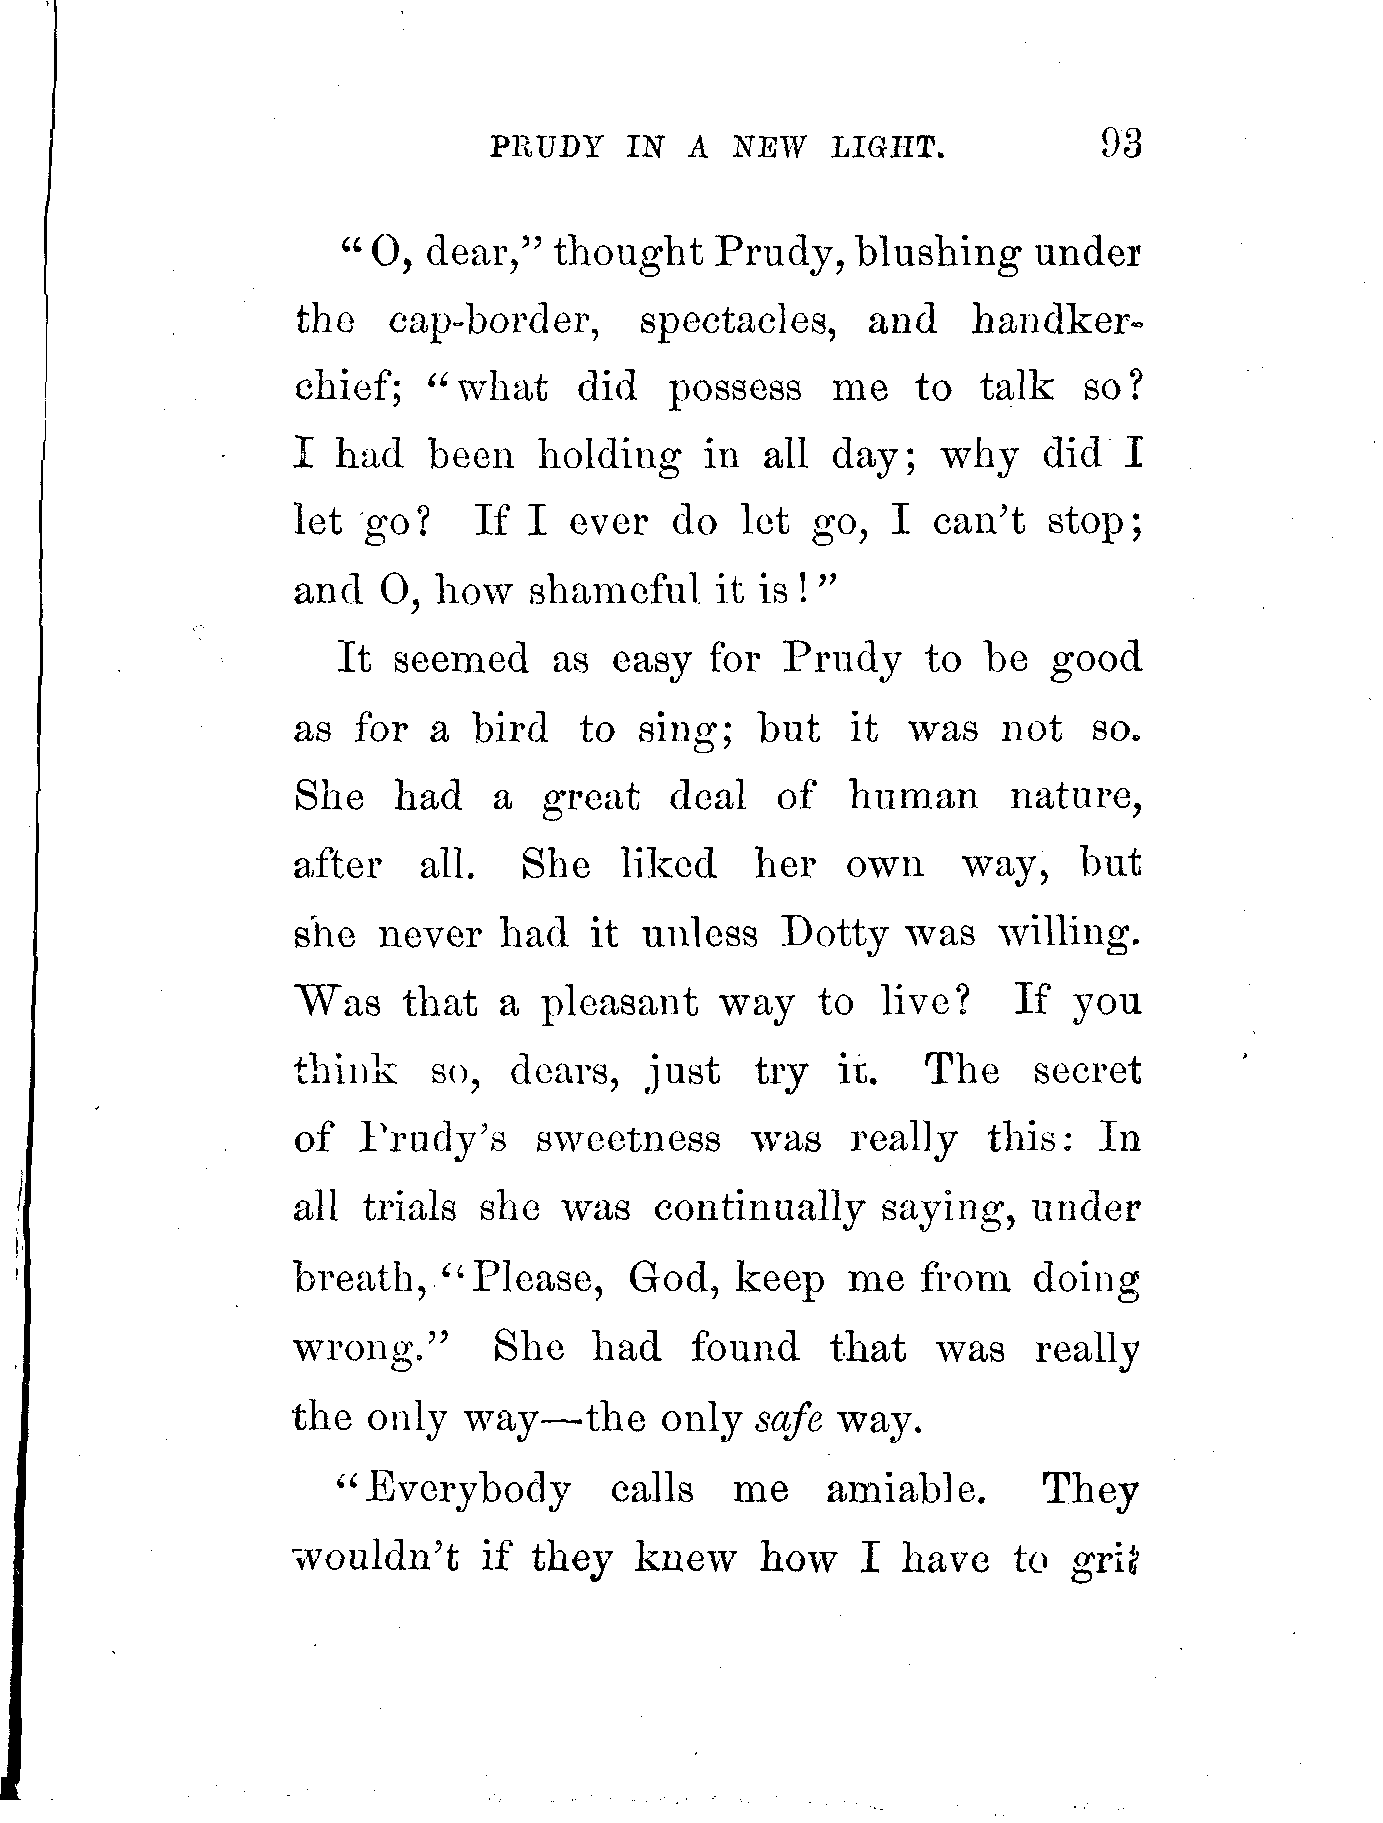 PRUDY IN A NEW LIGHT. 93
"O, dear," thought Prudy, blushing under
the cap-border, spectacles, and handker-
chief; "what did possess me to talk so?
I had been holding in all day; why did I
let go? If I ever do let go, I can't stop;
and O, how shameful it is!"
It seemed as easy for Prudy to be good
as for a bird to sing; but it was not so.
She had a great deal of human nature,
after all. She liked her own way, but
she never had it unless Dotty was willing.
Was that a pleasant way to live? If you
think so, dears, just try it. The secret
of Prudy's sweetness was really this: In
all trials she was continually saying, under
breath, "Please, God, keep me from doing
wrong." She had found that was really
the only way—the only safe way.
"Everybody calls me amiable. They
wouldn't if they knew how I have to grit